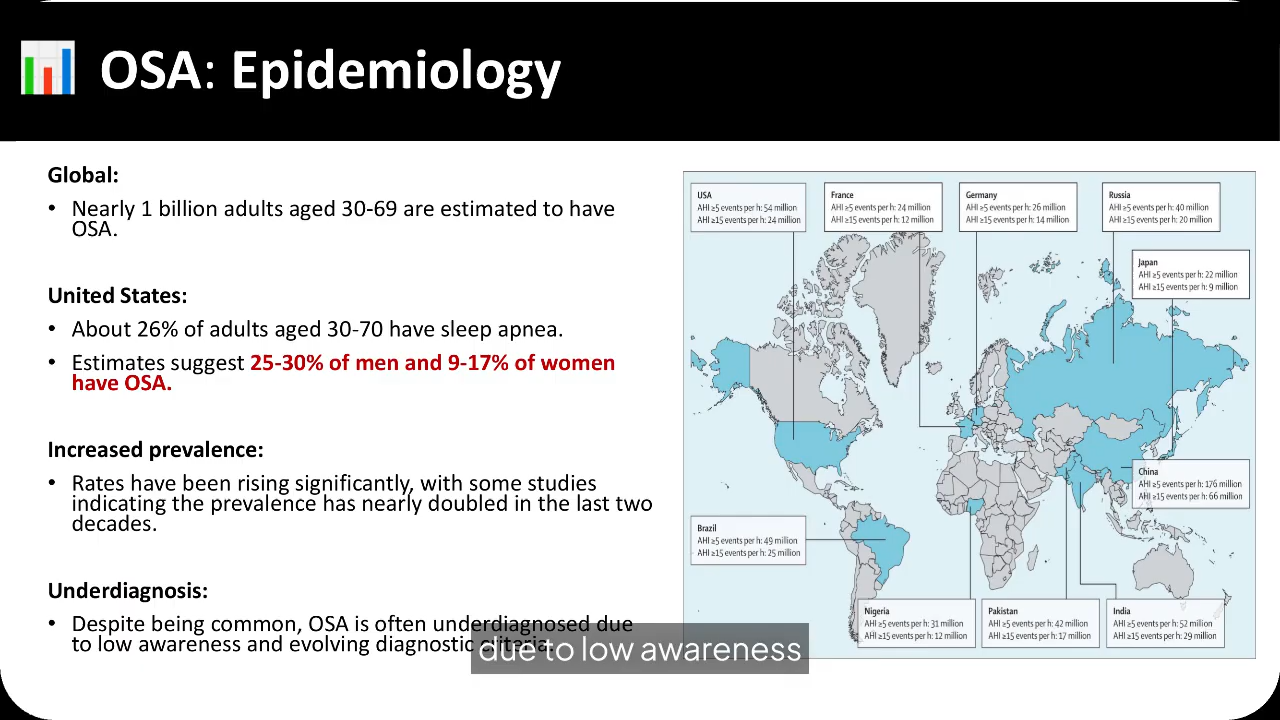 OSA: Epidemiology
Global:
• Nearly 1 billion adults aged 30-69 are estimated to have
OSA.
United States:
• About 26% of adults aged 30-70 have sleep apnea.
• Estimates suggest 25-30% of men and 9-17% of women
have OSA.
Increased prevalence:
• Rates have been rising significantly, with some studies
indicating the prevalence has nearly doubled in the last two
decades.
Underdiagnosis:
• Despite being common, OSA is often underdiagnosed due
to low awareness and evolving diagnostic criteria.
USA
AHI ≥5 events per h: 54 million
AHI ≥15 events per h: 24 million
France
AHI ≥5 events per h: 24 million
AHI ≥15 events per h: 12 million
Germany
AHI ≥5 events per h: 26 million
AHI ≥15 events per h: 14 million
Russia
AHI ≥5 events per h: 40 million
AHI ≥15 events per h: 20 million
Japan
AHI ≥5 events per h: 22 million
AHI ≥15 events per h: 9 million
China
AHI ≥5 events per h: 176 million
AHI ≥15 events per h: 66 million
Brazil
AHI ≥5 events per h: 49 million
AHI ≥15 events per h: 25 million
Nigeria
AHI ≥5 events per h: 31 million
AHI ≥15 events per h: 12 million
Pakistan
AHI ≥5 events per h: 42 million
AHI ≥15 events per h: 17 million
India
AHI ≥5 events per h: 52 million
AHI ≥15 events per h: 29 million
due to low awareness